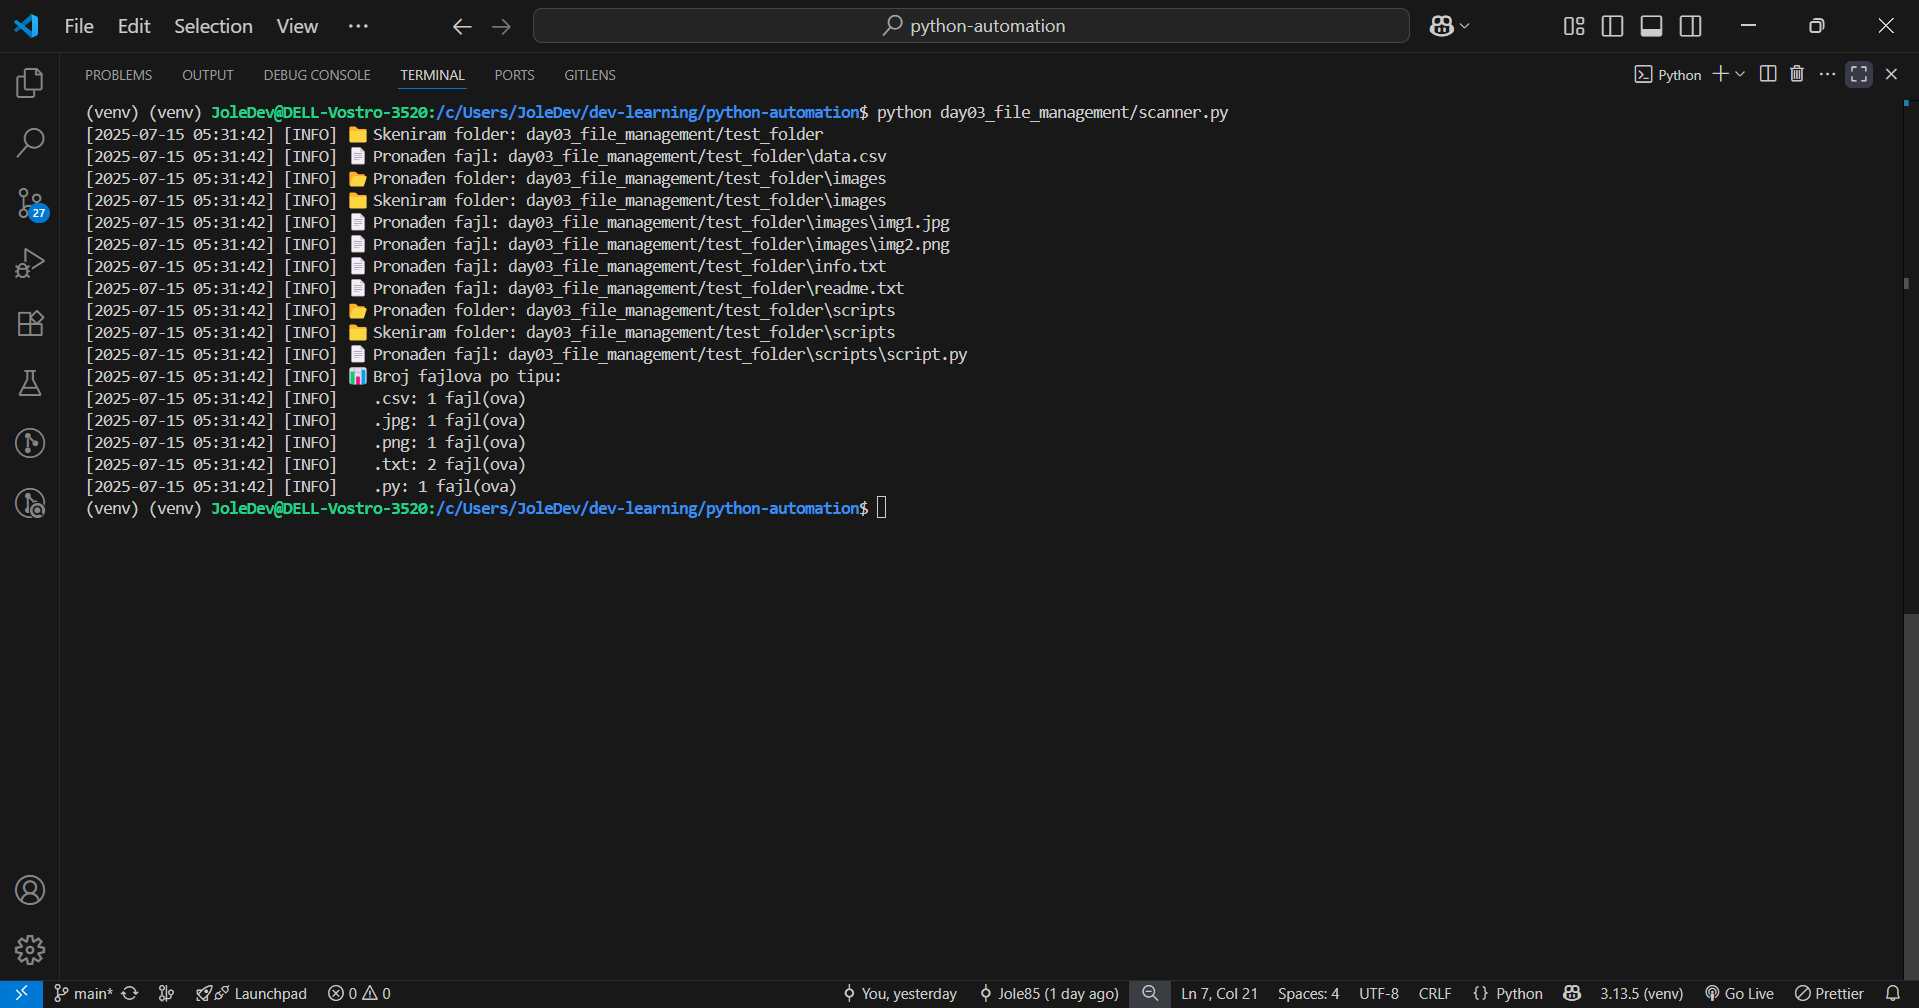 File Edit Selection View ··· python-automation
PROBLEMS OUTPUT DEBUG CONSOLE TERMINAL PORTS GITLENS Python
(venv) (venv) JoleDev@DELL-Vostro-3520:/c/Users/JoleDev/dev-learning/python-automation$ python day03_file_management/scanner.py
[2025-07-15 05:31:42] [INFO] 📁 Skeniram folder: day03_file_management/test_folder
[2025-07-15 05:31:42] [INFO] 📄 Pronađen fajl: day03_file_management/test_folder\data.csv
[2025-07-15 05:31:42] [INFO] 📂 Pronađen folder: day03_file_management/test_folder\images
[2025-07-15 05:31:42] [INFO] 📁 Skeniram folder: day03_file_management/test_folder\images
[2025-07-15 05:31:42] [INFO] 📄 Pronađen fajl: day03_file_management/test_folder\images\img1.jpg
[2025-07-15 05:31:42] [INFO] 📄 Pronađen fajl: day03_file_management/test_folder\images\img2.png
[2025-07-15 05:31:42] [INFO] 📄 Pronađen fajl: day03_file_management/test_folder\info.txt
[2025-07-15 05:31:42] [INFO] 📄 Pronađen fajl: day03_file_management/test_folder\readme.txt
[2025-07-15 05:31:42] [INFO] 📂 Pronađen folder: day03_file_management/test_folder\scripts
[2025-07-15 05:31:42] [INFO] 📁 Skeniram folder: day03_file_management/test_folder\scripts
[2025-07-15 05:31:42] [INFO] 📄 Pronađen fajl: day03_file_management/test_folder\scripts\script.py
[2025-07-15 05:31:42] [INFO] 📊 Broj fajlova po tipu:
[2025-07-15 05:31:42] [INFO]    .csv: 1 fajl(ova)
[2025-07-15 05:31:42] [INFO]    .jpg: 1 fajl(ova)
[2025-07-15 05:31:42] [INFO]    .png: 1 fajl(ova)
[2025-07-15 05:31:42] [INFO]    .txt: 2 fajl(ova)
[2025-07-15 05:31:42] [INFO]    .py: 1 fajl(ova)
(venv) (venv) JoleDev@DELL-Vostro-3520:/c/Users/JoleDev/dev-learning/python-automation$
27
main* Launchpad 0 0 You, yesterday Jole85 (1 day ago) Ln 7, Col 21 Spaces: 4 UTF-8 CRLF {} Python 3.13.5 (venv) Go Live Prettier